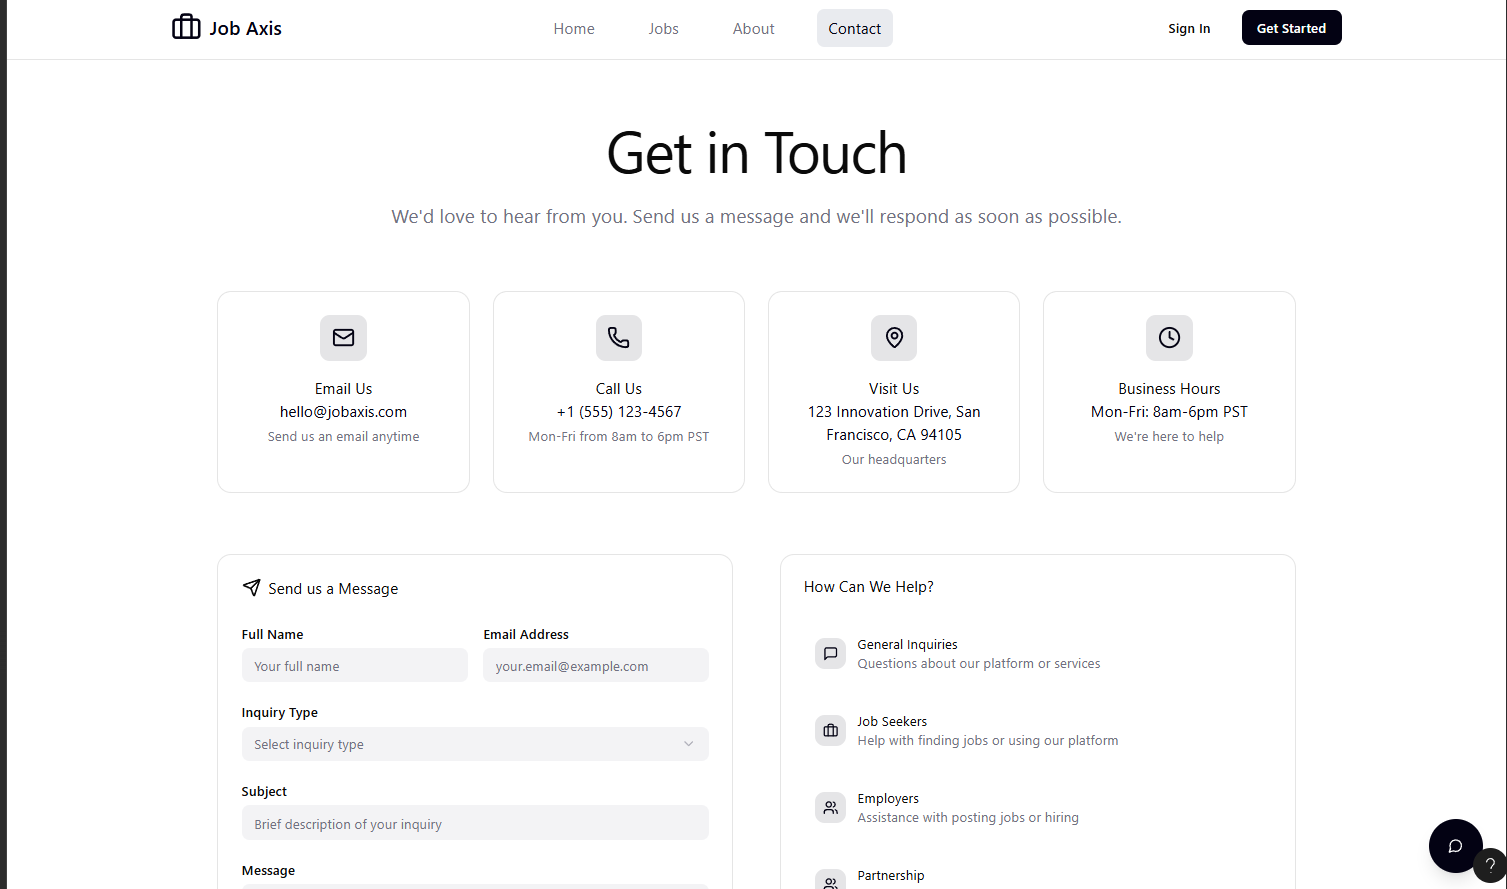 Job Axis
Home
Jobs
About
Contact
Sign In
Get Started
Get in Touch
We'd love to hear from you. Send us a message and we'll respond as soon as possible.
Email Us
hello@jobaxis.com
Send us an email anytime
Call Us
+1 (555) 123-4567
Mon-Fri from 8am to 6pm PST
Visit Us
123 Innovation Drive, San
Francisco, CA 94105
Our headquarters
Business Hours
Mon-Fri: 8am-6pm PST
We're here to help
Send us a Message
Full Name
Your full name
Email Address
your.email@example.com
Inquiry Type
Select inquiry type
Subject
Brief description of your inquiry
Message
How Can We Help?
General Inquiries
Questions about our platform or services
Job Seekers
Help with finding jobs or using our platform
Employers
Assistance with posting jobs or hiring
Partnership
?